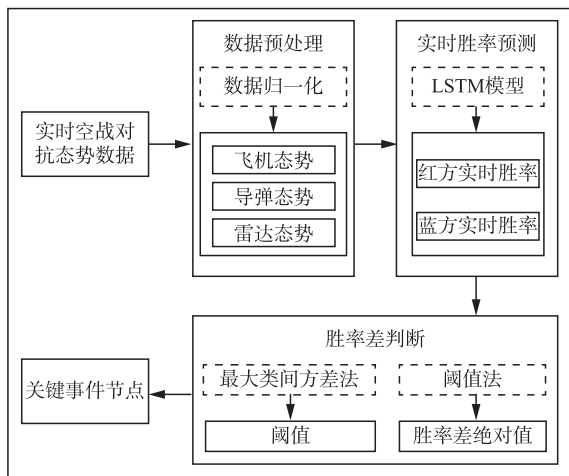 实时空战对
抗态势数据
数据预处理
数据归一化
飞机态势
导弹态势
雷达态势
实时胜率预测
LSTM模型
红方实时胜率
蓝方实时胜率
胜率差判断
最大类间方差法
阈值
阈值法
胜率差绝对值
关键事件节点